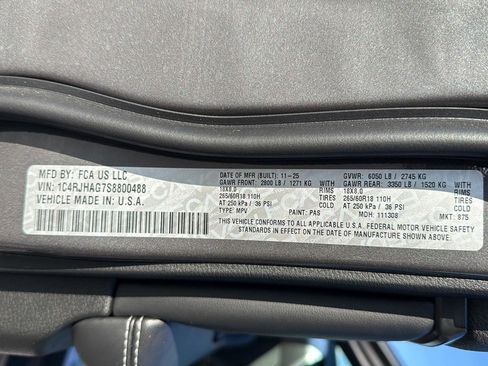 MFD BY: FCA US LLC
VIN: 1C4RJHAG7S8800488
VEHICLE MADE IN U.S.A.
DATE OF MFR (BUILT): 11-25 GVWR: 6050 LB / 2745 KG
GAWR FRONT: 2800 LB / 1271 KG WITH GAWR REAR: 3350 LB / 1520 KG WITH
18X8.0 RIMS 18X8.0 RIMS
265/60R18 110H TIRES 265/60R18 110H TIRES
AT 250 kPa / 36 PSI COLD AT 250 kPa / 36 PSI COLD
TYPE: MPV PAINT: PAS MDH: 111308 MKT: 875
THIS VEHICLE CONFORMS TO ALL APPLICABLE U.S.A. FEDERAL MOTOR VEHICLE SAFETY
STANDARDS IN EFFECT ON THE DATE OF MANUFACTURE SHOWN ABOVE.